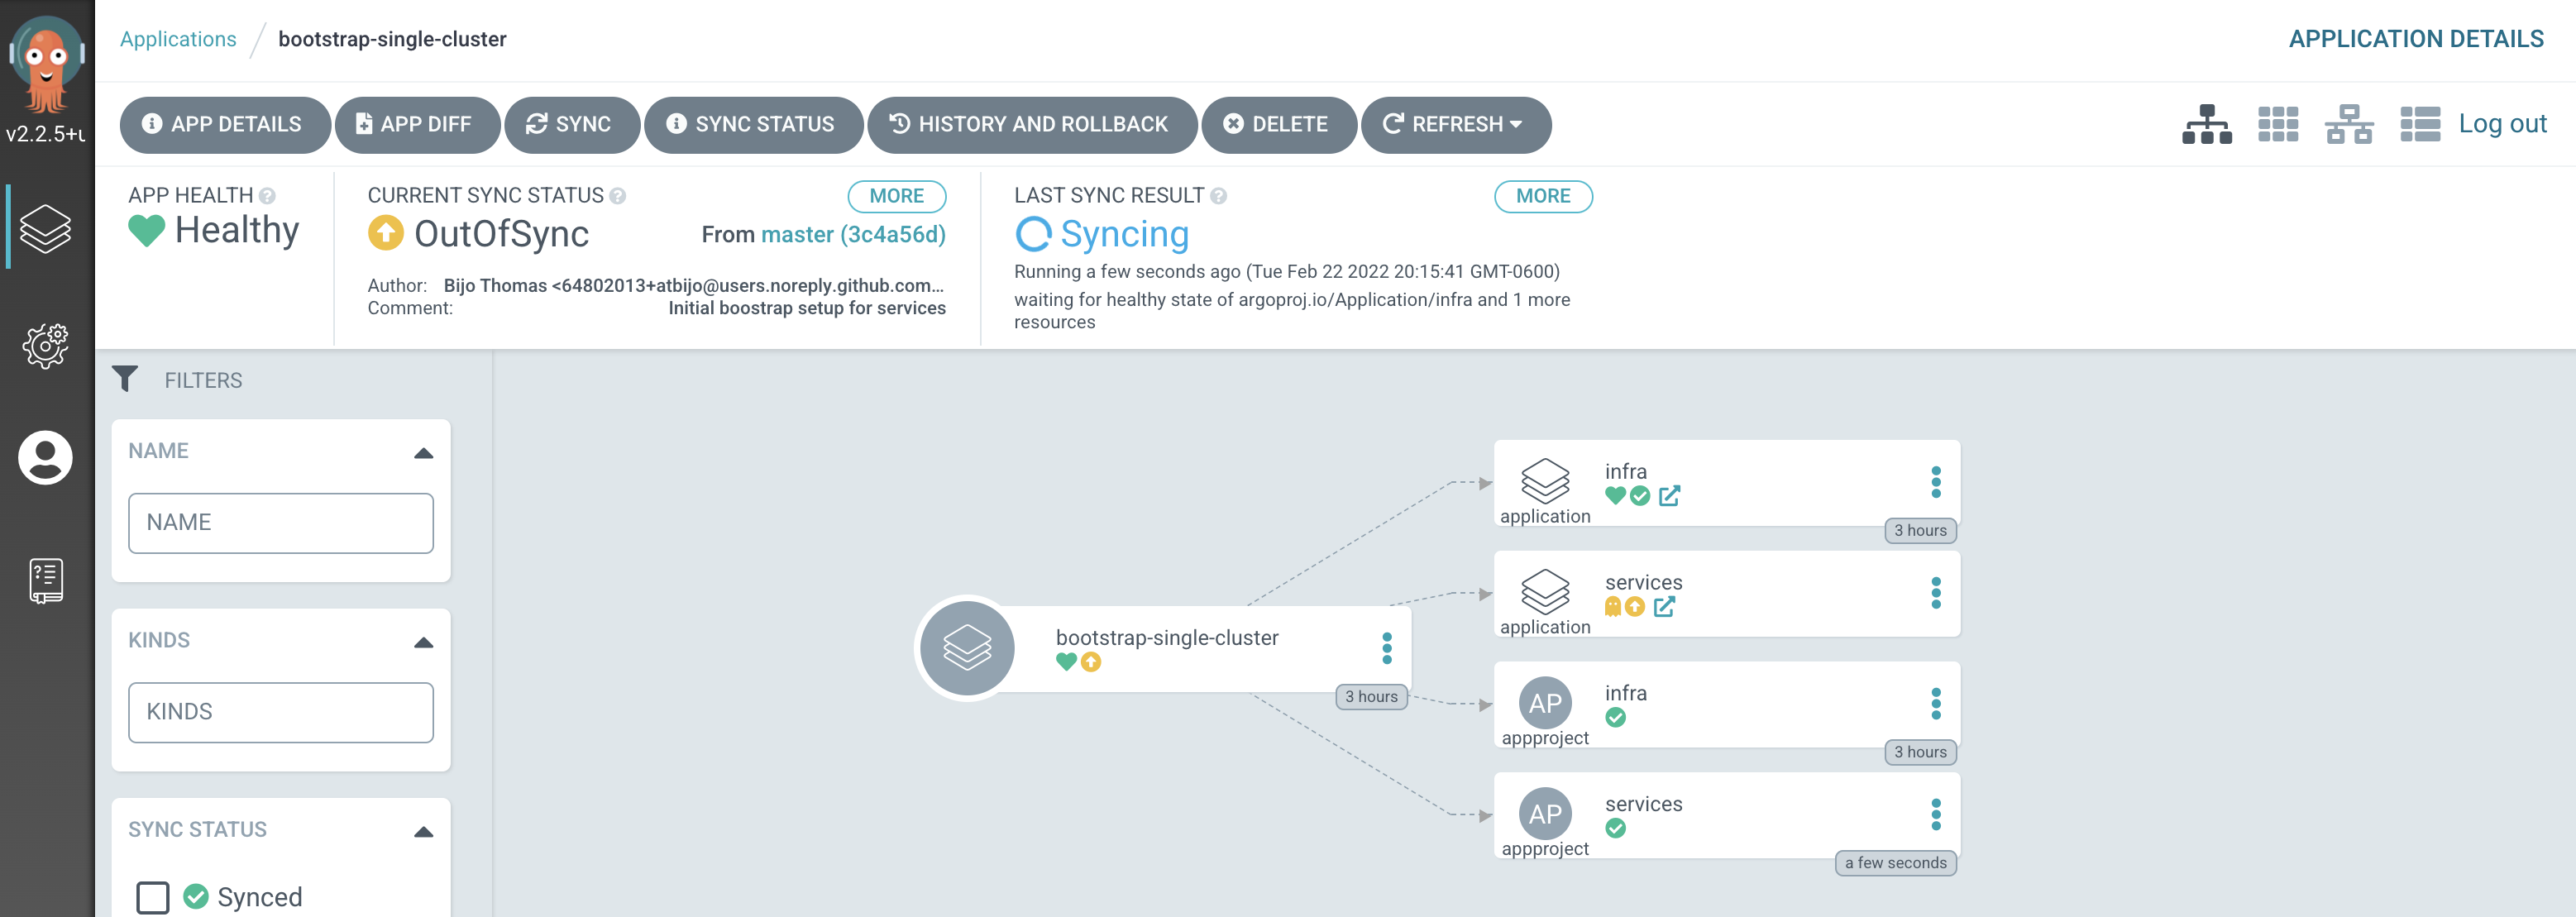 Applications / bootstrap-single-cluster
APPLICATION DETAILS
v2.2.5+u
APP DETAILS
APP DIFF
SYNC
SYNC STATUS
HISTORY AND ROLLBACK
DELETE
REFRESH
Log out
APP HEALTH
Healthy
CURRENT SYNC STATUS
MORE
OutOfSync
From master (3c4a56d)
Author: Bijo Thomas <64802013+atbijo@users.noreply.github.com...
Comment: Initial boostrap setup for services
LAST SYNC RESULT
MORE
Syncing
Running a few seconds ago (Tue Feb 22 2022 20:15:41 GMT-0600)
waiting for healthy state of argoproj.io/Application/infra and 1 more
resources
FILTERS
NAME
NAME
KINDS
KINDS
SYNC STATUS
Synced
bootstrap-single-cluster
3 hours
infra
application
3 hours
services
application
AP
infra
appproject
3 hours
AP
services
appproject
a few seconds